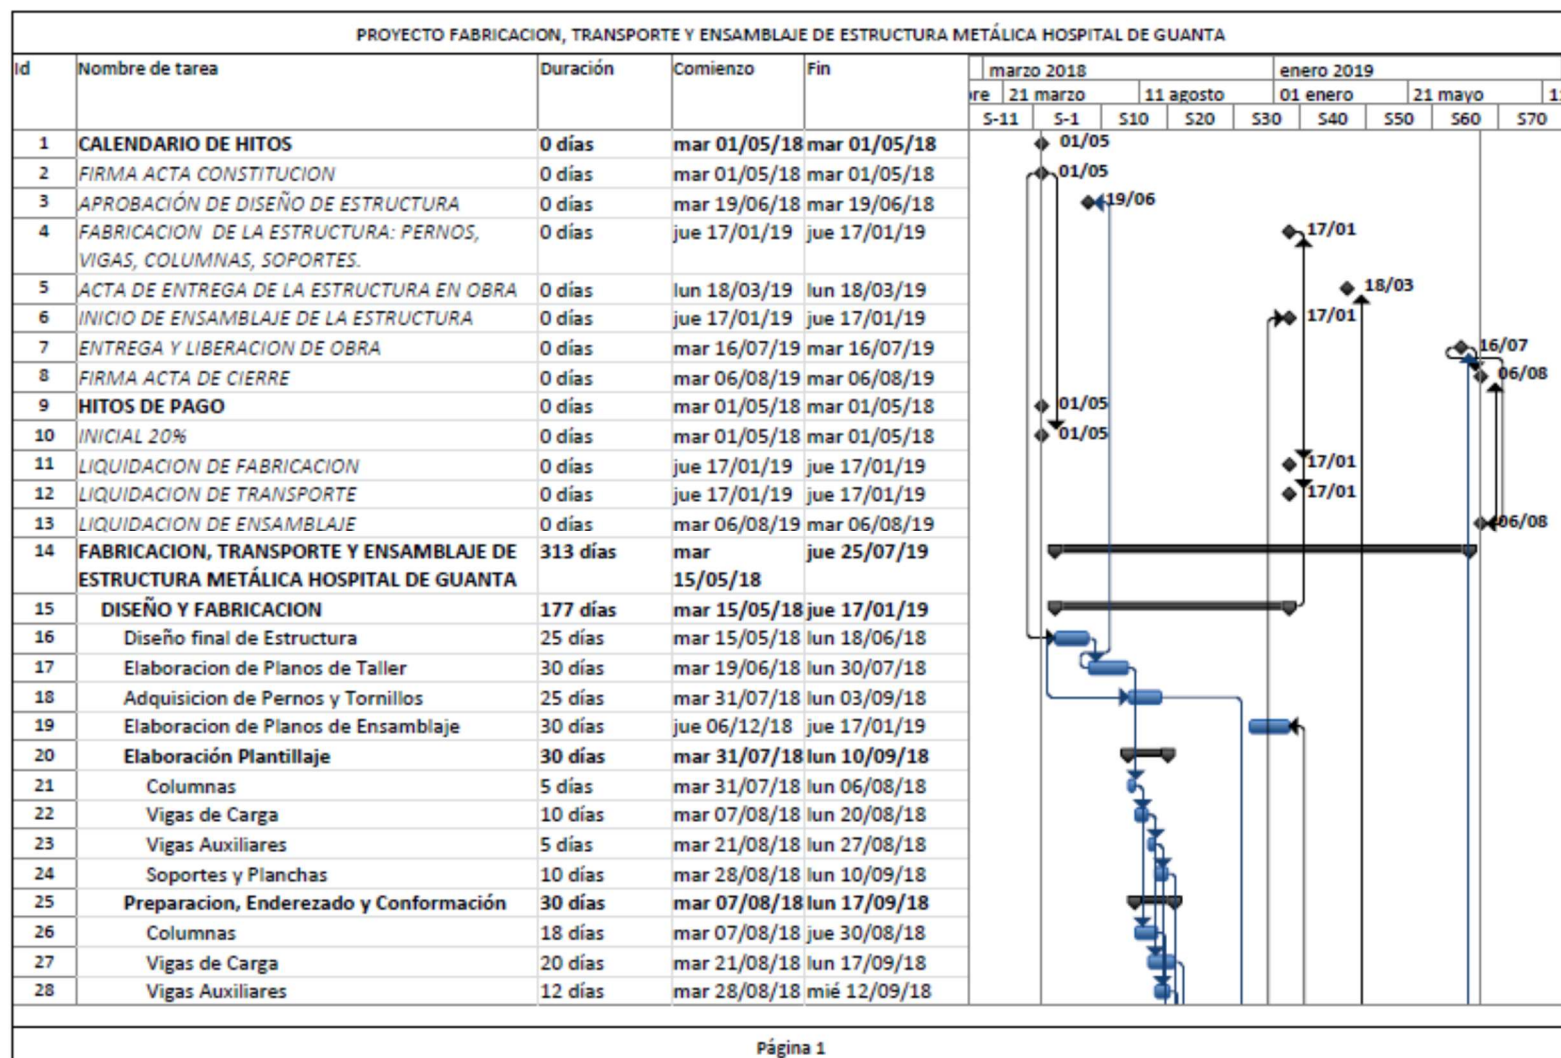 PROYECTO FABRICACION, TRANSPORTE Y ENSAMBLAJE DE ESTRUCTURA METÁLICA HOSPITAL DE GUANTA
Id Nombre de tarea Duración Comienzo Fin
marzo 2018 enero 2019
re 21 marzo 11 agosto 01 enero 21 mayo 1
S-11 S-1 S10 S20 S30 S40 S50 S60 S70
1 CALENDARIO DE HITOS 0 días mar 01/05/18 mar 01/05/18 01/05
2 FIRMA ACTA CONSTITUCION 0 días mar 01/05/18 mar 01/05/18 01/05
3 APROBACIÓN DE DISEÑO DE ESTRUCTURA 0 días mar 19/06/18 mar 19/06/18 19/06
4 FABRICACION DE LA ESTRUCTURA: PERNOS, 0 días jue 17/01/19 jue 17/01/19 17/01
VIGAS, COLUMNAS, SOPORTES.
5 ACTA DE ENTREGA DE LA ESTRUCTURA EN OBRA 0 días lun 18/03/19 lun 18/03/19 18/03
6 INICIO DE ENSAMBLAJE DE LA ESTRUCTURA 0 días jue 17/01/19 jue 17/01/19 17/01
7 ENTREGA Y LIBERACION DE OBRA 0 días mar 16/07/19 mar 16/07/19 16/07
8 FIRMA ACTA DE CIERRE 0 días mar 06/08/19 mar 06/08/19 06/08
9 HITOS DE PAGO 0 días mar 01/05/18 mar 01/05/18 01/05
10 INICIAL 20% 0 días mar 01/05/18 mar 01/05/18 01/05
11 LIQUIDACION DE FABRICACION 0 días jue 17/01/19 jue 17/01/19 17/01
12 LIQUIDACION DE TRANSPORTE 0 días jue 17/01/19 jue 17/01/19 17/01
13 LIQUIDACION DE ENSAMBLAJE 0 días mar 06/08/19 mar 06/08/19 06/08
14 FABRICACION, TRANSPORTE Y ENSAMBLAJE DE 313 días mar jue 25/07/19
ESTRUCTURA METÁLICA HOSPITAL DE GUANTA 15/05/18
15 DISEÑO Y FABRICACION 177 días mar 15/05/18 jue 17/01/19
16 Diseño final de Estructura 25 días mar 15/05/18 lun 18/06/18
17 Elaboracion de Planos de Taller 30 días mar 19/06/18 lun 30/07/18
18 Adquisicion de Pernos y Tornillos 25 días mar 31/07/18 lun 03/09/18
19 Elaboracion de Planos de Ensamblaje 30 días jue 06/12/18 jue 17/01/19
20 Elaboración Plantillaje 30 días mar 31/07/18 lun 10/09/18
21 Columnas 5 días mar 31/07/18 lun 06/08/18
22 Vigas de Carga 10 días mar 07/08/18 lun 20/08/18
23 Vigas Auxiliares 5 días mar 21/08/18 lun 27/08/18
24 Soportes y Planchas 10 días mar 28/08/18 lun 10/09/18
25 Preparacion, Enderezado y Conformación 30 días mar 07/08/18 lun 17/09/18
26 Columnas 18 días mar 07/08/18 jue 30/08/18
27 Vigas de Carga 20 días mar 21/08/18 lun 17/09/18
28 Vigas Auxiliares 12 días mar 28/08/18 mié 12/09/18
Página 1